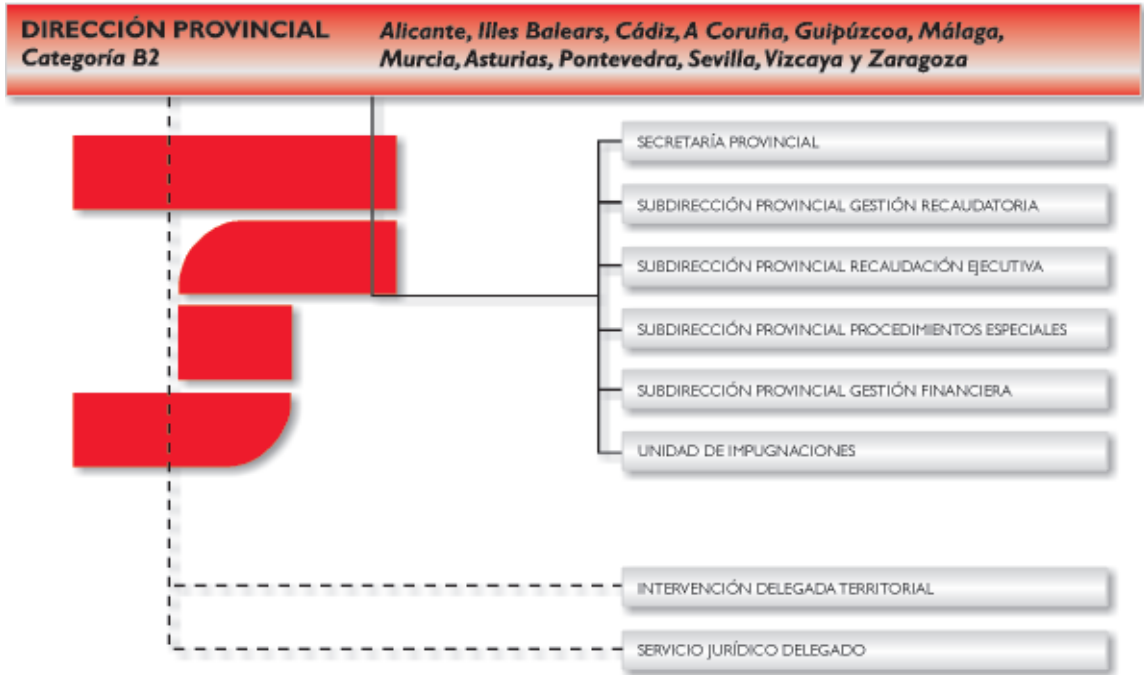 DIRECCIÓN PROVINCIAL
Categoría B2
Alicante, Illes Balears, Cádiz, A Coruña, Guipúzcoa, Málaga,
Murcia, Asturias, Pontevedra, Sevilla, Vizcaya y Zaragoza
SECRETARÍA PROVINCIAL
SUBDIRECCIÓN PROVINCIAL GESTIÓN RECAUDATORIA
SUBDIRECCIÓN PROVINCIAL RECAUDACIÓN EJECUTIVA
SUBDIRECCIÓN PROVINCIAL PROCEDIMIENTOS ESPECIALES
SUBDIRECCIÓN PROVINCIAL GESTIÓN FINANCIERA
UNIDAD DE IMPUGNACIONES
INTERVENCIÓN DELEGADA TERRITORIAL
SERVICIO JURÍDICO DELEGADO